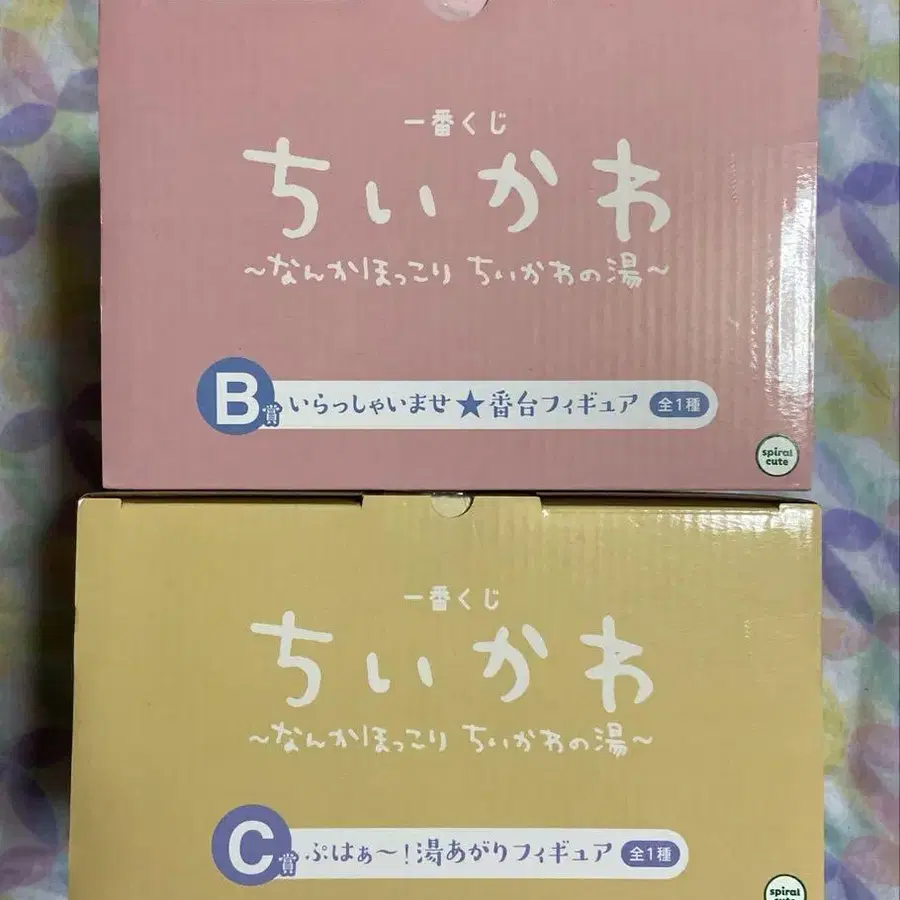 一番くじ
ちいかわ
~なんかほっこり ちいかわの湯~
B賞 いらっしゃいませ★番台フィギュア 全1種
spiral
cute
一番くじ
ちいかわ
~なんかほっこり ちいかわの湯~
C賞 ぷはぁ~!湯あがりフィギュア 全1種
spiral
cute